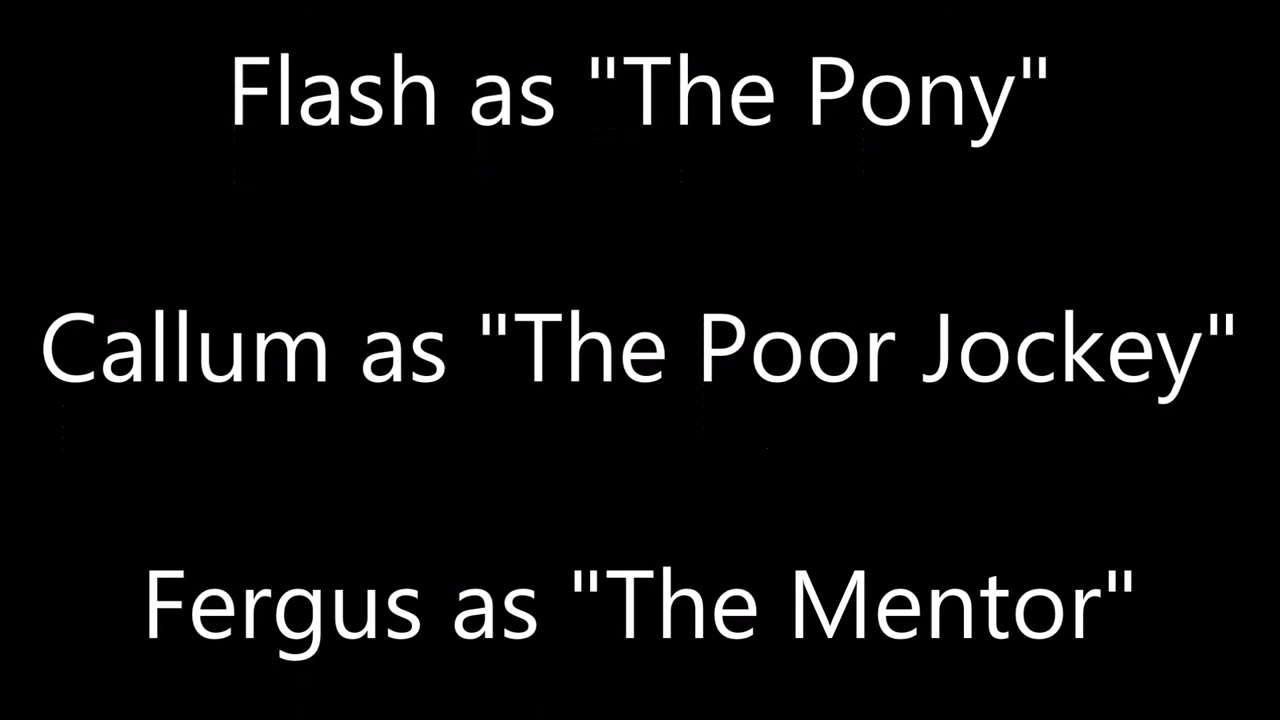 Flash as "The Pony"
Callum as "The Poor Jockey"
Fergus as "The Mentor"